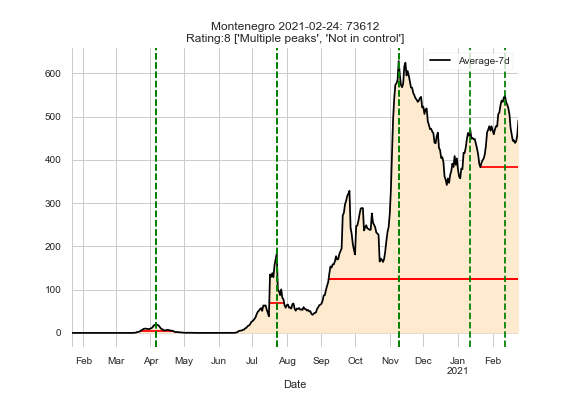 Montenegro 2021-02-24: 73612
Rating:8 ['Multiple peaks', 'Not in control']
Average-7d
600
500
400
300
200
100
0
Feb Mar Apr May Jun Jul Aug Sep Oct Nov Dec Jan Feb
2021
Date